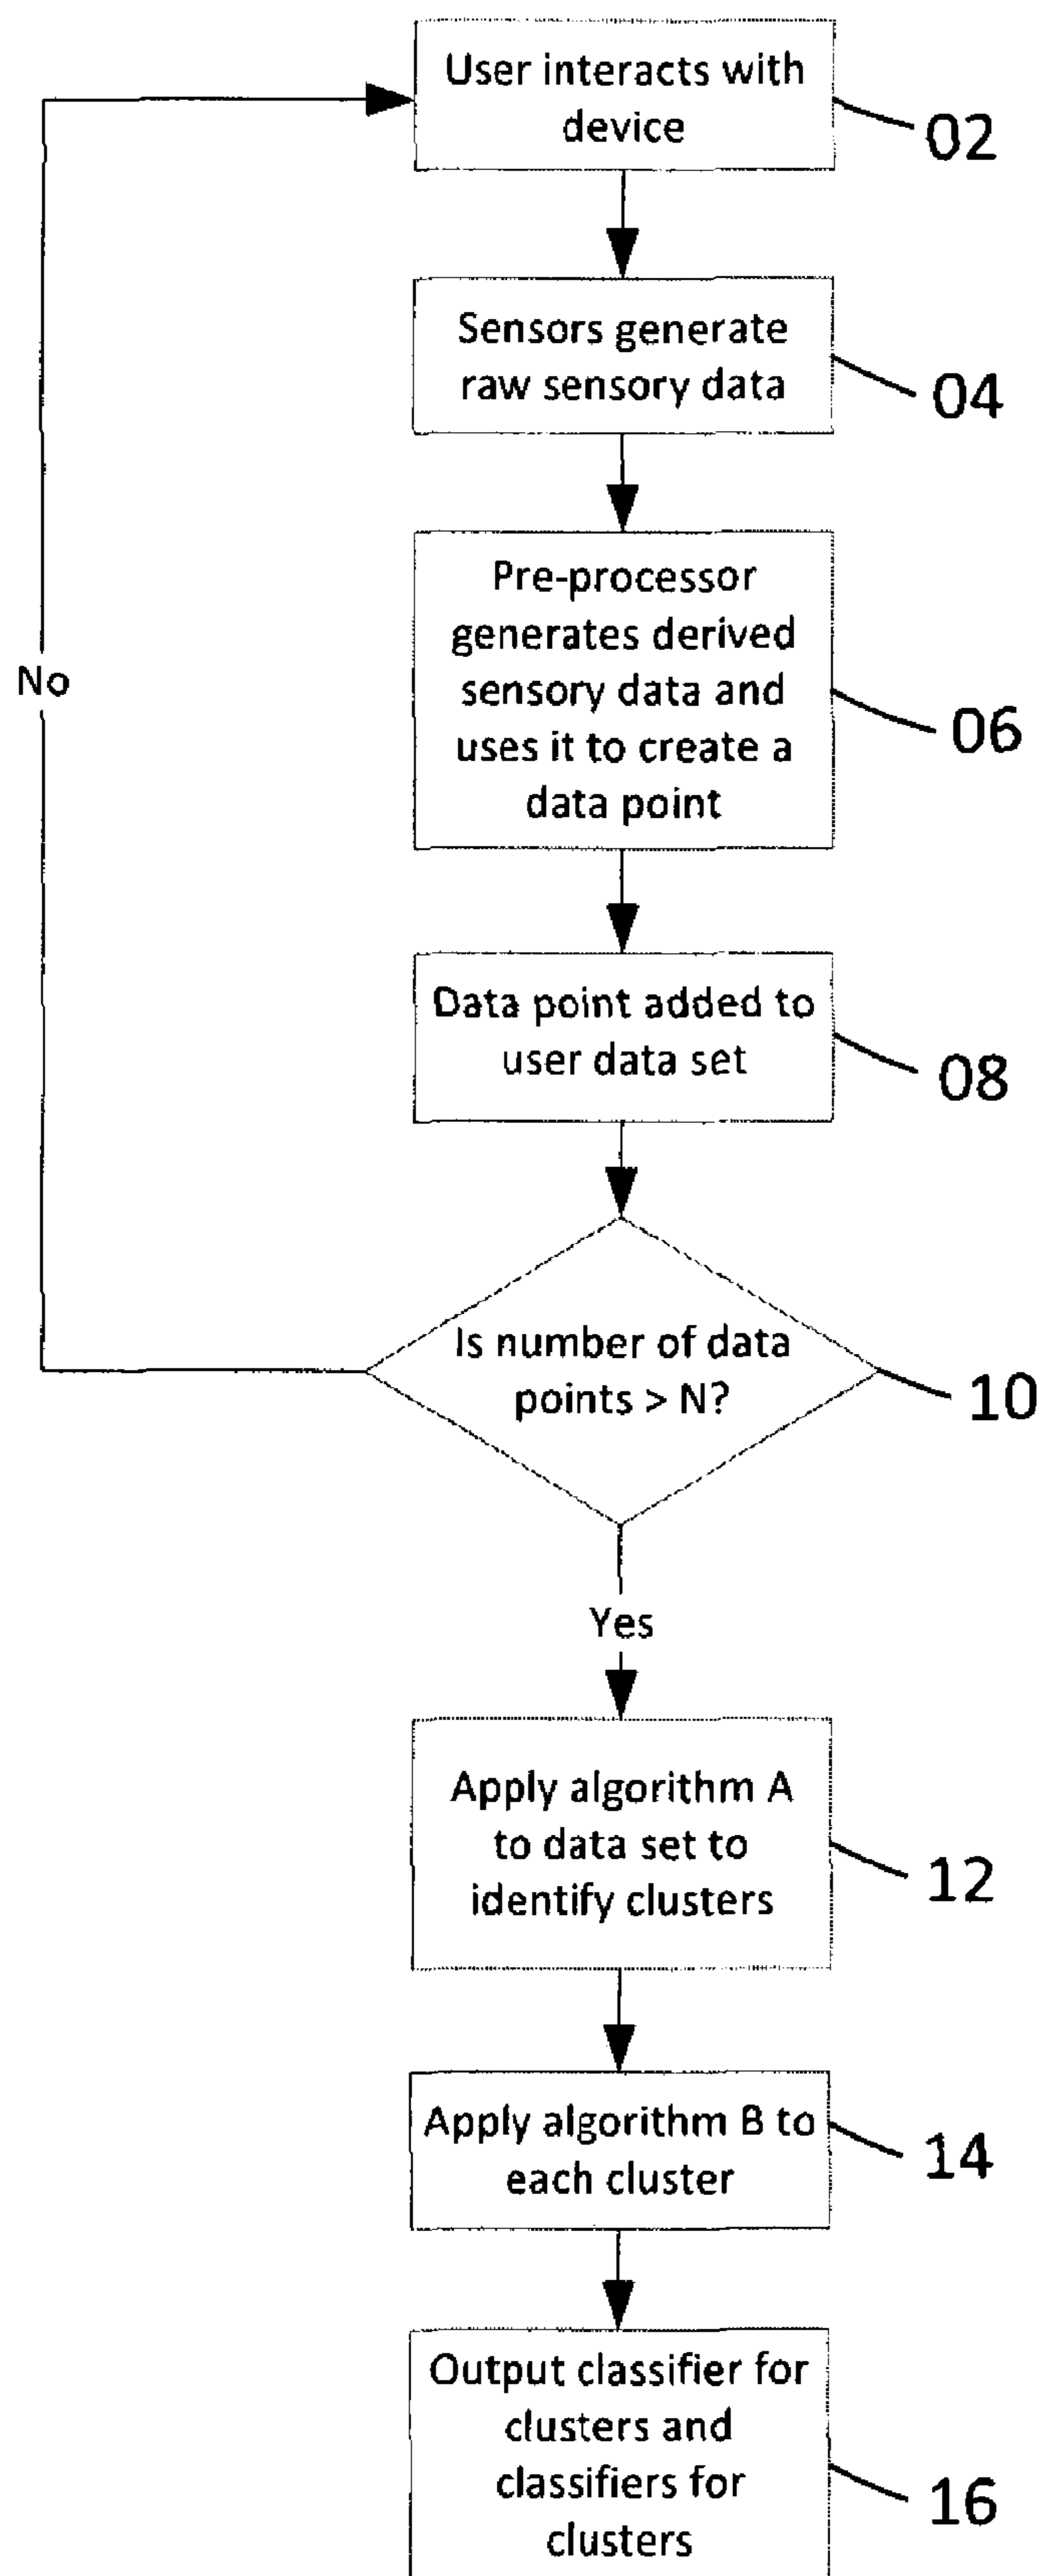 User interacts with
device
02
Sensors generate
raw sensory data
04
Pre-processor
generates derived
sensory data and
uses it to create a
data point
06
No
Data point added to
user data set
08
Is number of data
points > N?
10
Yes
Apply algorithm A
to data set to
identify clusters
12
Apply algorithm B to
each cluster
14
Output classifier for
clusters and
classifiers for
clusters
16